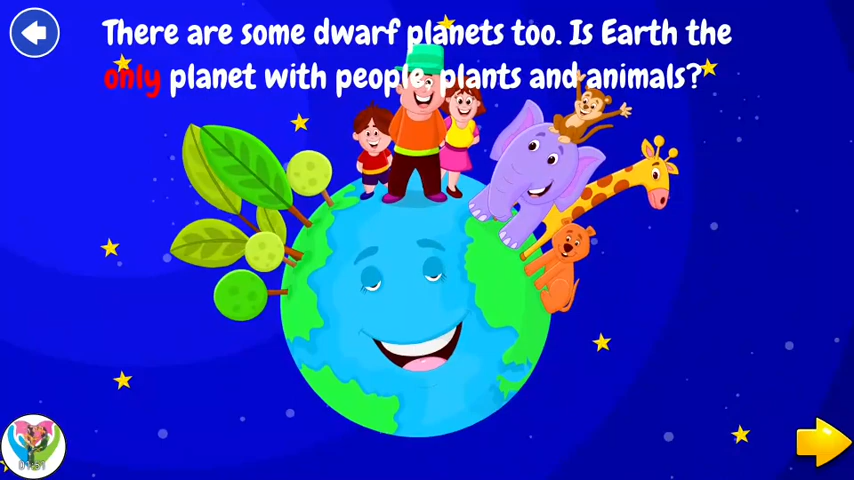 There are some dwarf planets too. Is Earth the
only planet with people, plants and animals?